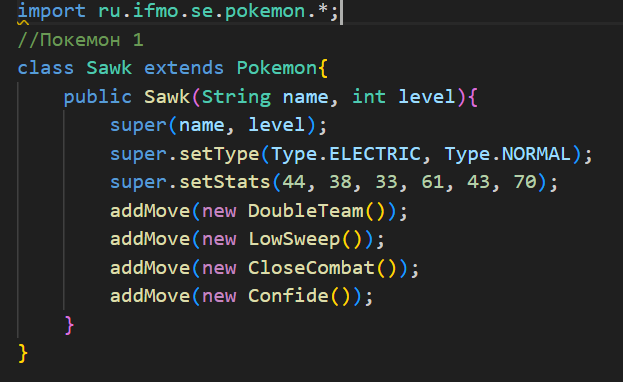 import ru.ifmo.se.pokemon.*;
//Покемон 1
class Sawk extends Pokemon{
    public Sawk(String name, int level){
        super(name, level);
        super.setType(Type.ELECTRIC, Type.NORMAL);
        super.setStats(44, 38, 33, 61, 43, 70);
        addMove(new DoubleTeam());
        addMove(new LowSweep());
        addMove(new CloseCombat());
        addMove(new Confide());
    }
}